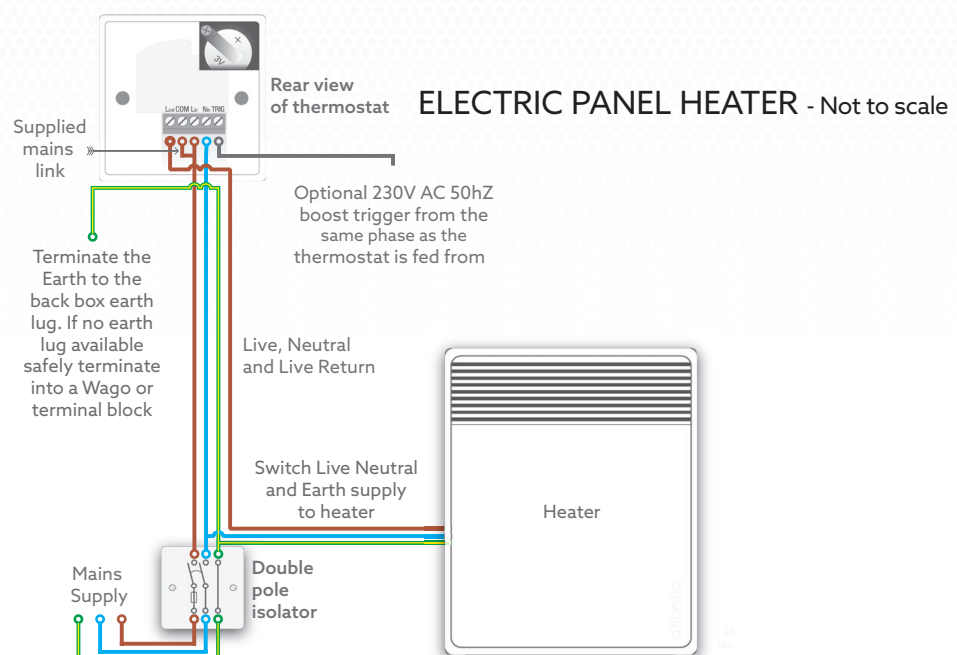 ELECTRIC PANEL HEATER - Not to scale
3V
Rear view
of thermostat
Lout COM Lin Nin TRIG
Supplied
mains
link
Optional 230V AC 50hZ
boost trigger from the
same phase as the
thermostat is fed from
Terminate the
Earth to the
back box earth
lug. If no earth
lug available
safely terminate
into a Wago or
terminal block
Live, Neutral
and Live Return
Switch Live Neutral
and Earth supply
to heater
Heater
Double
pole
isolator
Mains
Supply
atlantic